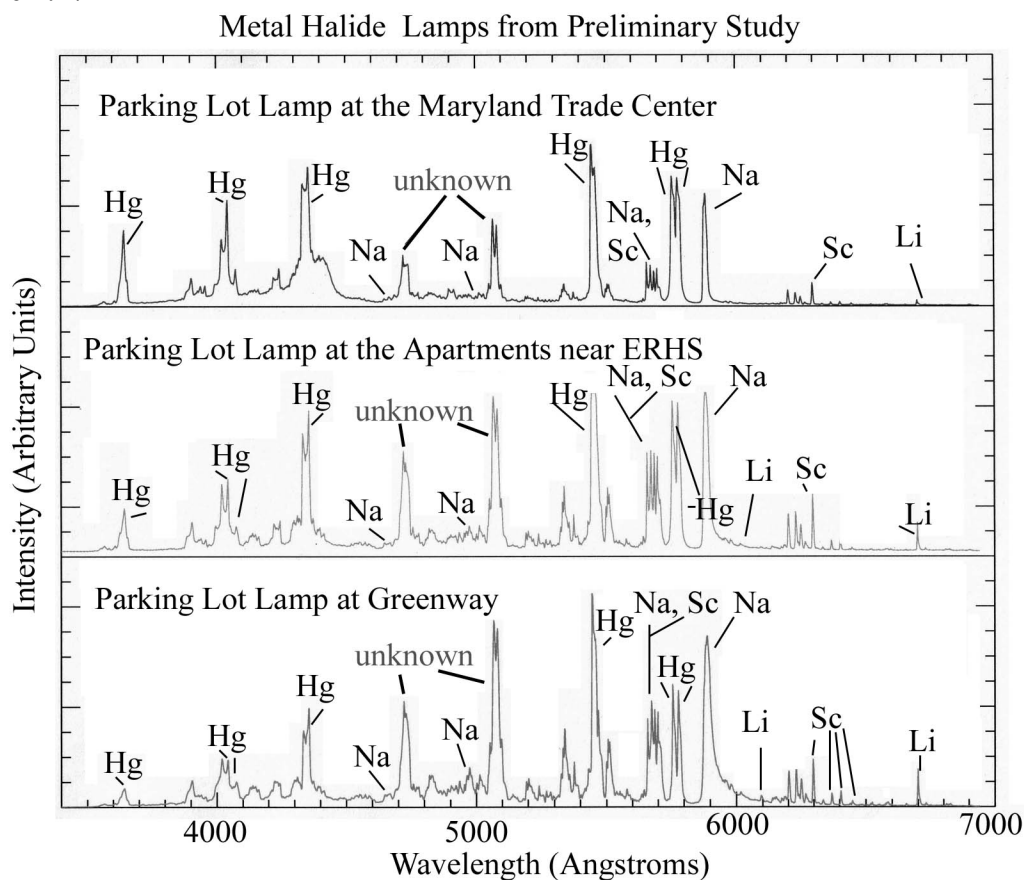 Metal Halide Lamps from Preliminary Study
Parking Lot Lamp at the Maryland Trade Center
Hg
Hg
Hg
Na
unknown
Na
Hg
Na,
Sc
Hg
Na
Sc
Li
Parking Lot Lamp at the Apartments near ERHS
Hg
Hg
Hg
Na
unknown
Na
Hg
Na, Sc
-Hg
Na
Li
Sc
Li
Parking Lot Lamp at Greenway
Hg
Hg
Hg
Na
unknown
Na
Hg
Na, Sc
Hg
Na
Li
Sc
Li
4000
5000
6000
7000
Wavelength (Angstroms)
Intensity (Arbitrary Units)